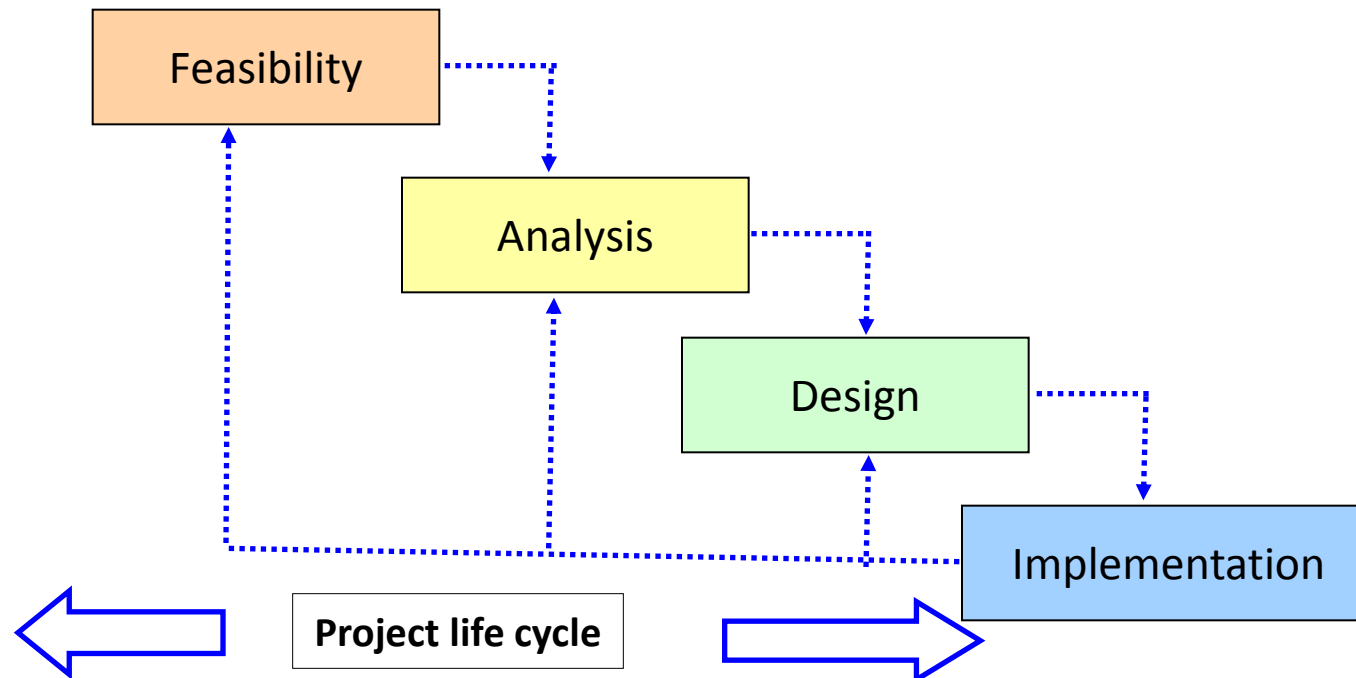 Feasibility
Analysis
Design
Implementation
Project life cycle